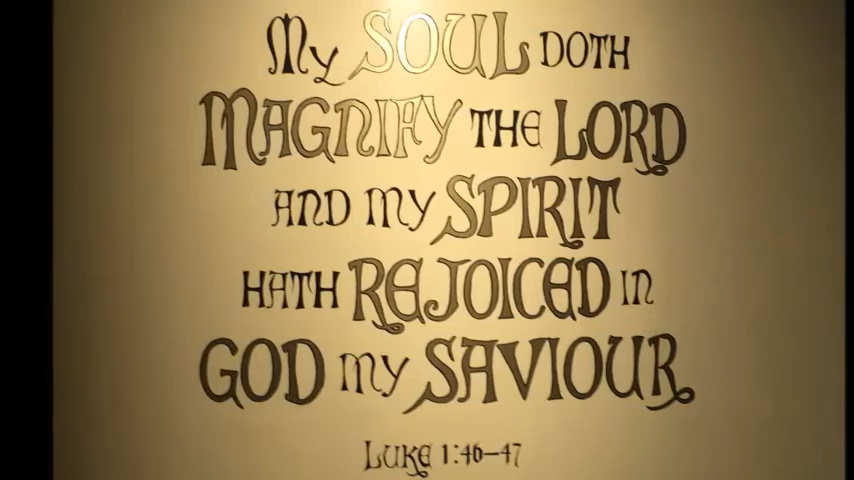 My SOUL DOTH
MAGNIFY THE LORD
AND MY SPIRIT
HATH REJOICED IN
GOD MY SAVIOUR
LUKE 1:46–47